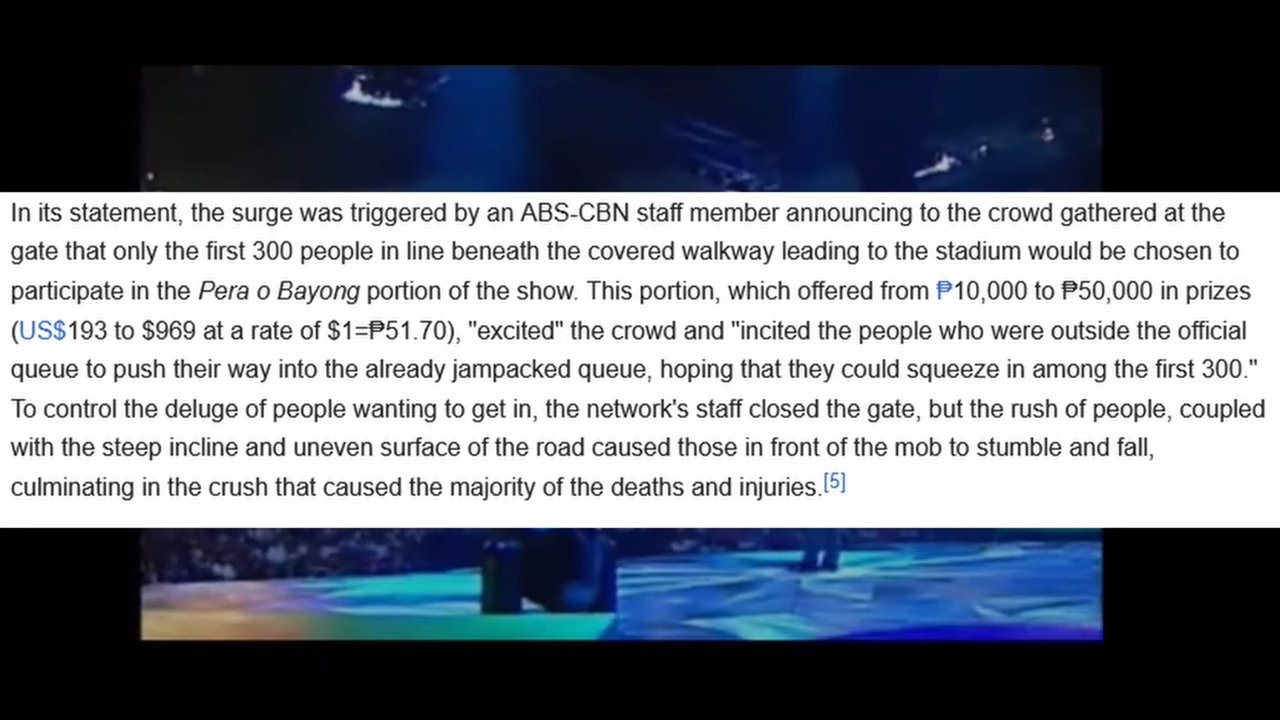 In its statement, the surge was triggered by an ABS-CBN staff member announcing to the crowd gathered at the
gate that only the first 300 people in line beneath the covered walkway leading to the stadium would be chosen to
participate in the Pera o Bayong portion of the show. This portion, which offered from ₱10,000 to ₱50,000 in prizes
(US$193 to $969 at a rate of $1=₱51.70), "excited" the crowd and "incited the people who were outside the official
queue to push their way into the already jampacked queue, hoping that they could squeeze in among the first 300."
To control the deluge of people wanting to get in, the network's staff closed the gate, but the rush of people, coupled
with the steep incline and uneven surface of the road caused those in front of the mob to stumble and fall,
culminating in the crush that caused the majority of the deaths and injuries.[5]